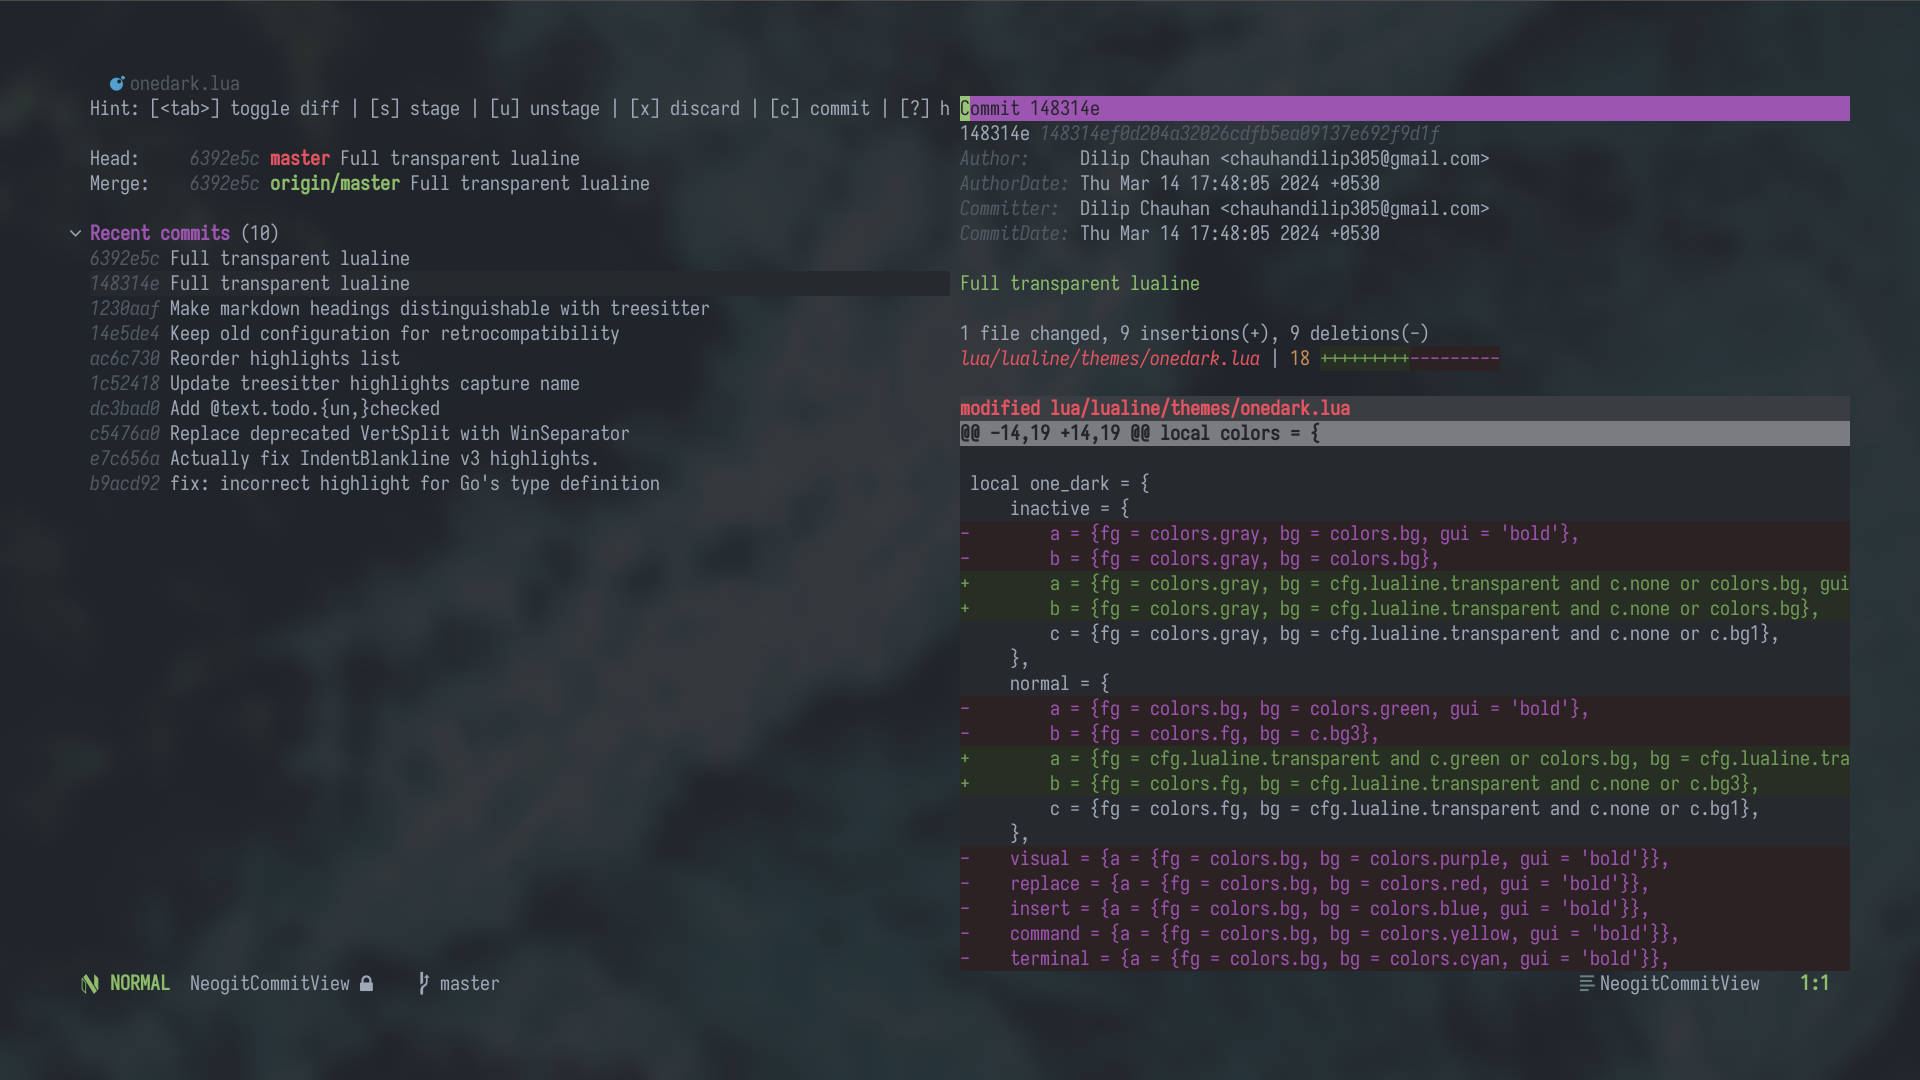 onedark.lua
Hint: [<tab>] toggle diff | [s] stage | [u] unstage | [x] discard | [c] commit | [?] h
Head:     6392e5c master Full transparent lualine
Merge:    6392e5c origin/master Full transparent lualine
Recent commits (10)
6392e5c Full transparent lualine
148314e Full transparent lualine
1230aaf Make markdown headings distinguishable with treesitter
14e5de4 Keep old configuration for retrocompatibility
ac6c730 Reorder highlights list
1c52418 Update treesitter highlights capture name
dc3bad0 Add @text.todo.{un,}checked
c5476a0 Replace deprecated VertSplit with WinSeparator
e7c656a Actually fix IndentBlankline v3 highlights.
b9acd92 fix: incorrect highlight for Go's type definition
Commit 148314e
148314e 148314ef0d204a32026cdfb5ea09137e692f9d1f
Author:     Dilip Chauhan <chauhandilip305@gmail.com>
AuthorDate: Thu Mar 14 17:48:05 2024 +0530
Committer:  Dilip Chauhan <chauhandilip305@gmail.com>
CommitDate: Thu Mar 14 17:48:05 2024 +0530
Full transparent lualine
1 file changed, 9 insertions(+), 9 deletions(-)
lua/lualine/themes/onedark.lua | 18 +++++++++---------
modified lua/lualine/themes/onedark.lua
@@ -14,19 +14,19 @@ local colors = {
 local one_dark = {
     inactive = {
-        a = {fg = colors.gray, bg = colors.bg, gui = 'bold'},
-        b = {fg = colors.gray, bg = colors.bg},
+        a = {fg = colors.gray, bg = cfg.lualine.transparent and c.none or colors.bg, gui
+        b = {fg = colors.gray, bg = cfg.lualine.transparent and c.none or colors.bg},
         c = {fg = colors.gray, bg = cfg.lualine.transparent and c.none or c.bg1},
     },
     normal = {
-        a = {fg = colors.bg, bg = colors.green, gui = 'bold'},
-        b = {fg = colors.fg, bg = c.bg3},
+        a = {fg = cfg.lualine.transparent and c.green or colors.bg, bg = cfg.lualine.tra
+        b = {fg = colors.fg, bg = cfg.lualine.transparent and c.none or c.bg3},
         c = {fg = colors.fg, bg = cfg.lualine.transparent and c.none or c.bg1},
     },
-    visual = {a = {fg = colors.bg, bg = colors.purple, gui = 'bold'}},
-    replace = {a = {fg = colors.bg, bg = colors.red, gui = 'bold'}},
-    insert = {a = {fg = colors.bg, bg = colors.blue, gui = 'bold'}},
-    command = {a = {fg = colors.bg, bg = colors.yellow, gui = 'bold'}},
-    terminal = {a = {fg = colors.bg, bg = colors.cyan, gui = 'bold'}},
NORMAL  NeogitCommitView  master  NeogitCommitView  1:1